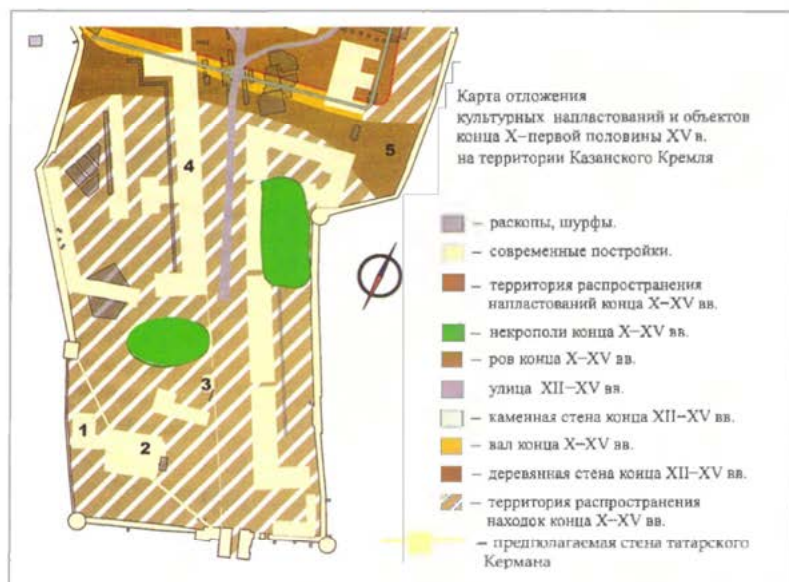 Карта отложения
культурных напластований и объектов
конца X–первой половины XV в.
на территории Казанского Кремля
– раскопы, шурфы.
– современные постройки.
– территория распространения
напластований конца X–XV вв.
– некрополи конца X–XV вв.
– ров конца X–XV вв.
– улица XII–XV вв.
– каменная стена конца XII–XV вв.
– вал конца X–XV вв.
– деревянная стена конца XII–XV вв.
– территория распространения
находок конца X–XV вв.
– предполагаемая стена татарского
Кермана
5
4
3
1
2